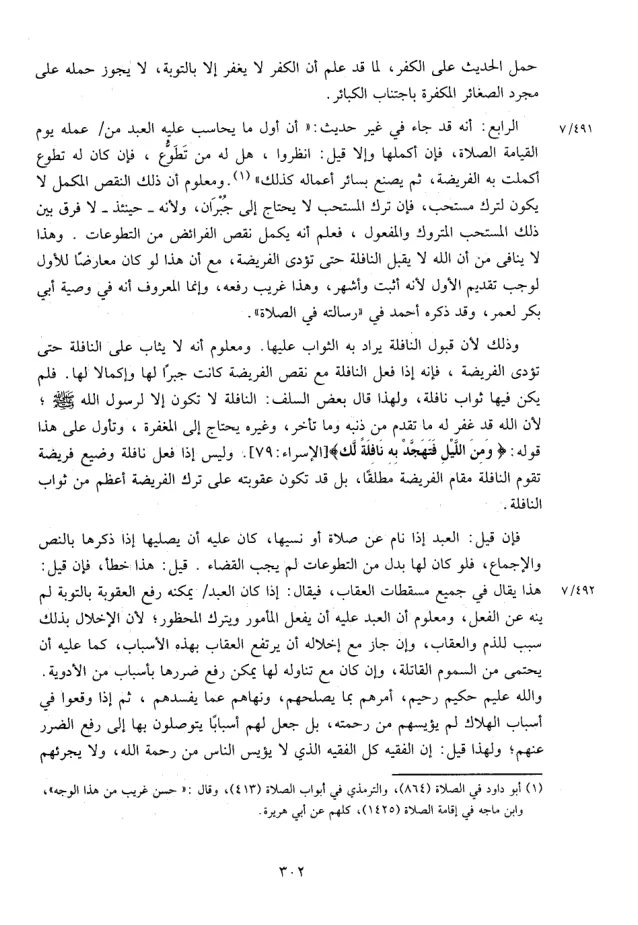 حمل الحديث على الكفر، لما قد علم أن الكفر لا يغفر إلا بالتوبة، لا يجوز حمله على
مجرد الصغائر المكفرة باجتناب الكبائر.
٧/٤٩١ الرابع: أنه قد جاء في غير حديث:« أن أول ما يحاسب عليه العبد من/ عمله يوم
القيامة الصلاة، فإن أكملها وإلا قيل: انظروا ، هل له من تَطَوُّع ، فإن كان له تطوع
أكملت به الفريضة، ثم يصنع بسائر أعماله كذلك» (١).ومعلوم أن ذلك النقص المكمل لا
يكون لترك مستحب، فإن ترك المستحب لا يحتاج إلى جُبْرَان، ولأنه ـ حينئذ ـ لا فرق بين
ذلك المستحب المتروك والمفعول ، فعلم أنه يكمل نقص الفرائض من التطوعات . وهذا
لا ينافى من أن الله لا يقبل النافلة حتى تؤدى الفريضة، مع أن هذا لو كان معارضًا للأول
لوجب تقديم الأول لأنه أثبت وأشهر، وهذا غريب رفعه، وإنما المعروف أنه في وصية أبي
بكر لعمر، وقد ذكره أحمد في «رسالته في الصلاة».
وذلك لأن قبول النافلة يراد به الثواب عليها. ومعلوم أنه لا يثاب على النافلة حتى
تؤدى الفريضة ، فإنه إذا فعل النافلة مع نقص الفريضة كانت جبرًا لها وإكمالا لها. فلم
يكن فيها ثواب نافلة، ولهذا قال بعض السلف: النافلة لا تكون إلا لرسول الله ﷺ ؛
لأن الله قد غفر له ما تقدم من ذنبه وما تأخر، وغيره يحتاج إلى المغفرة ، وتأول على هذا
قوله:﴿ وَمِنَ اللَّيْلِ فَتَهَجَّدْ بِهِ نَافِلَةً لَّكَ﴾[الإسراء:٧٩]. وليس إذا فعل نافلة وضيع فريضة
تقوم النافلة مقام الفريضة مطلقًا، بل قد تكون عقوبته على ترك الفريضة أعظم من ثواب
النافلة.
فإن قيل: العبد إذا نام عن صلاة أو نسيها، كان عليه أن يصليها إذا ذكرها بالنص
والإجماع، فلو كان لها بدل من التطوعات لم يجب القضاء . قيل: هذا خطأ، فإن قيل:
٧/٤٩٢ هذا يقال في جميع مسقطات العقاب، فيقال: إذا كان العبد/ يمكنه رفع العقوبة بالتوبة لم
ينه عن الفعل، ومعلوم أن العبد عليه أن يفعل المأمور ويترك المحظور؛ لأن الإخلال بذلك
سبب للذم والعقاب، وإن جاز مع إخلاله أن يرتفع العقاب بهذه الأسباب، كما عليه أن
يحتمى من السموم القاتلة، وإن كان مع تناوله لها يمكن رفع ضررها بأسباب من الأدوية.
والله عليم حكيم رحيم، أمرهم بما يصلحهم، ونهاهم عما يفسدهم ، ثم إذا وقعوا في
أسباب الهلاك لم يؤيسهم من رحمته، بل جعل لهم أسبابًا يتوصلون بها إلى رفع الضرر
عنهم؛ ولهذا قيل: إن الفقيه كل الفقيه الذي لا يؤيس الناس من رحمة الله، ولا يجرئهم
(١) أبو داود في الصلاة (٨٦٤)، والترمذي في أبواب الصلاة (٤١٣)، وقال :« حسن غريب من هذا الوجه»،
وابن ماجه في إقامة الصلاة (١٤٢٥)، كلهم عن أبي هريرة.
٣٠٢